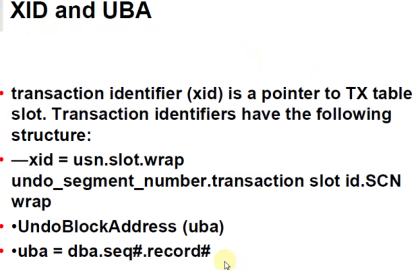 XID and UBA
• transaction identifier (xid) is a pointer to TX table
slot. Transaction identifiers have the following
structure:
• —xid = usn.slot.wrap
undo_segment_number.transaction slot id.SCN
wrap
• •UndoBlockAddress (uba)
• •uba = dba.seq#.record#